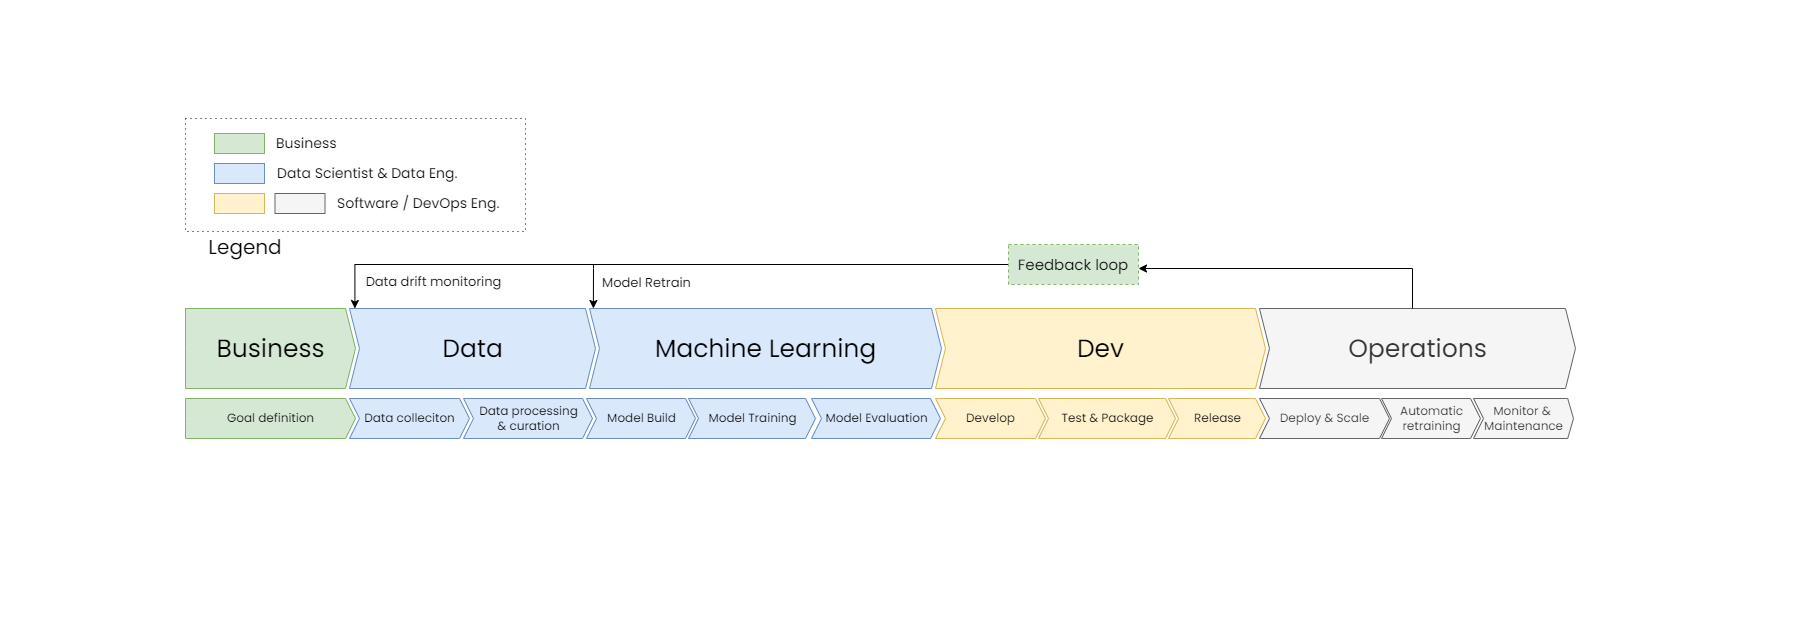 Business
Data Scientist & Data Eng.
Software / DevOps Eng.
Legend
Feedback loop
Data drift monitoring
Model Retrain
Business
Data
Machine Learning
Dev
Operations
Goal definition
Data colleciton
Data processing
& curation
Model Build
Model Training
Model Evaluation
Develop
Test & Package
Release
Deploy & Scale
Automatic
retraining
Monitor &
Maintenance